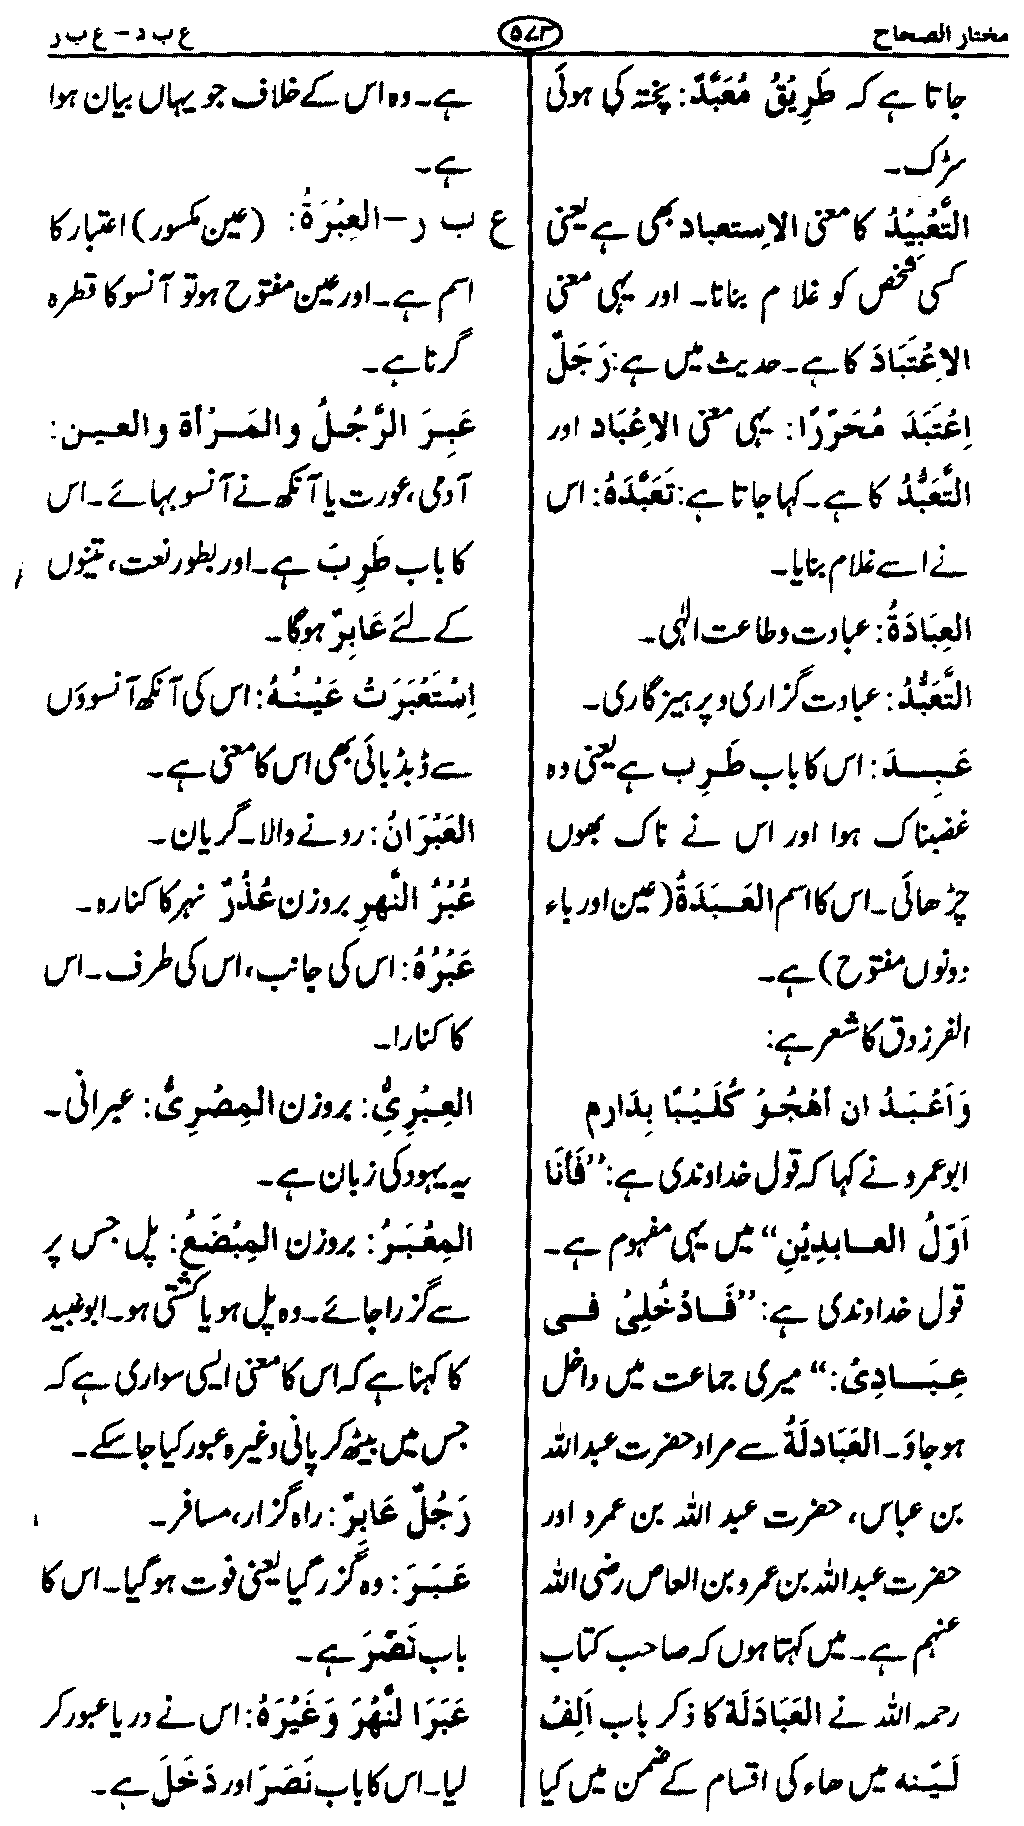 مختار الصحاح
۵۷۳
ع ب د – ع ب ر
جاتا ہے کہ طَرِیْقٌ مُعَبَّدٌ: پختہ کی ہوئی
سڑک۔
التَّعْبِیْدُ کا معنی الاِستعباد بھی ہے یعنی
کسی شخص کو غلام بنانا۔ اور یہی معنی
الاِعْتَبَادَ کا ہے۔ حدیث میں ہے: رَجَلٌ
اِعْتَبَدَ مُحَرَّرًا: یہی معنی الاِعْبَاد اور
التَّعَبُّدُ کا ہے۔ کہا جاتا ہے: تَعَبَّدَہٗ: اس
نے اسے غلام بنایا۔
العِبَادَۃُ: عبادت وطاعت الٰہی۔
التَّعَبُّدُ: عبادت گزاری و پرہیزگاری۔
عَبِدَ: اس کا باب طَرِب ہے یعنی وہ
غضبناک ہوا اور اس نے ناک بھوں
چڑھائی۔ اس کا اسم العَبَدَۃُ (عین اور باء
دونوں مفتوح) ہے۔
الفرزدق کا شعر ہے:
وَأَعْبَدُ ان أَهْجُوَ كُلَيْبًا بِدَارِمِ
ابوعمرو نے کہا کہ قول خداوندی ہے: ”فَأَنَا
اَوَّلُ العابدِیْنِ“ میں یہی مفہوم ہے۔
قول خداوندی ہے: ”فَادْخُلِیْ فی
عِبَادِیْ:“ میری جماعت میں داخل
ہوجاؤ۔ العَبَادلَۃُ سے مراد حضرت عبداللہ
بن عباس، حضرت عبد اللہ بن عمرو اور
حضرت عبداللہ بن عمرو بن العاص رضی اللہ
عنہم ہے۔ میں کہتا ہوں کہ صاحب کتاب
رحمہ اللہ نے العَبَادَلَۃ کا ذکر باب اَلِفُ
لَیِّنہ میں ھاء کی اقسام کے ضمن میں کیا
ہے۔ وہ اس کے خلاف جو یہاں بیان ہوا
ہے۔
ع ب ر – العِبْرَۃُ: (عین مکسور) اعتبار کا
اسم ہے۔ اور عین مفتوح ہو تو آنسو کا قطرہ
گرنا ہے۔
عَبِرَ الرَّجُلُ والمَرْأۃ والعین:
آدمی، عورت یا آنکھ نے آنسو بہائے۔ اس
کا باب طَرِبَ ہے۔ اور بطور نعت، تینوں
کے لئے عَابِرٌ ہوگا۔
اِسْتَعْبَرَتْ عَیْنُہٗ: اس کی آنکھ آنسوؤں
سے ڈبڈبائی بھی اس کا معنی ہے۔
العَبْرَانُ: رونے والا۔ گریاں۔
عُبْرُ النَّهرِ بروزن عُذْرٌ نہر کا کنارہ۔
عَبْرُہٗ: اس کی جانب، اس کی طرف۔ اس
کا کنارا۔
العِبْرِیُّ: بروزن المِصْرِیُّ: عبرانی۔
یہ یہود کی زبان ہے۔
المِعْبَرُ: بروزن المِبْضَعُ: پل جس پر
سے گزرا جائے۔ وہ پل ہو یا کشتی ہو۔ ابوعبید
کا کہنا ہے کہ اس کا معنی ایسی سواری ہے کہ
جس میں بیٹھ کر پانی وغیرہ عبور کیا جا سکے۔
رَجُلٌ عَابِرٌ: راہ گزار، مسافر۔
عَبَرَ: وہ گزر گیا یعنی فوت ہوگیا۔ اس کا
باب نَصَرَ ہے۔
عَبَرَا لنَّهْرَ وَغَیْرَہٗ: اس نے دریا عبور کر
لیا۔ اس کا باب نَصَرَ اور دَخَلَ ہے۔